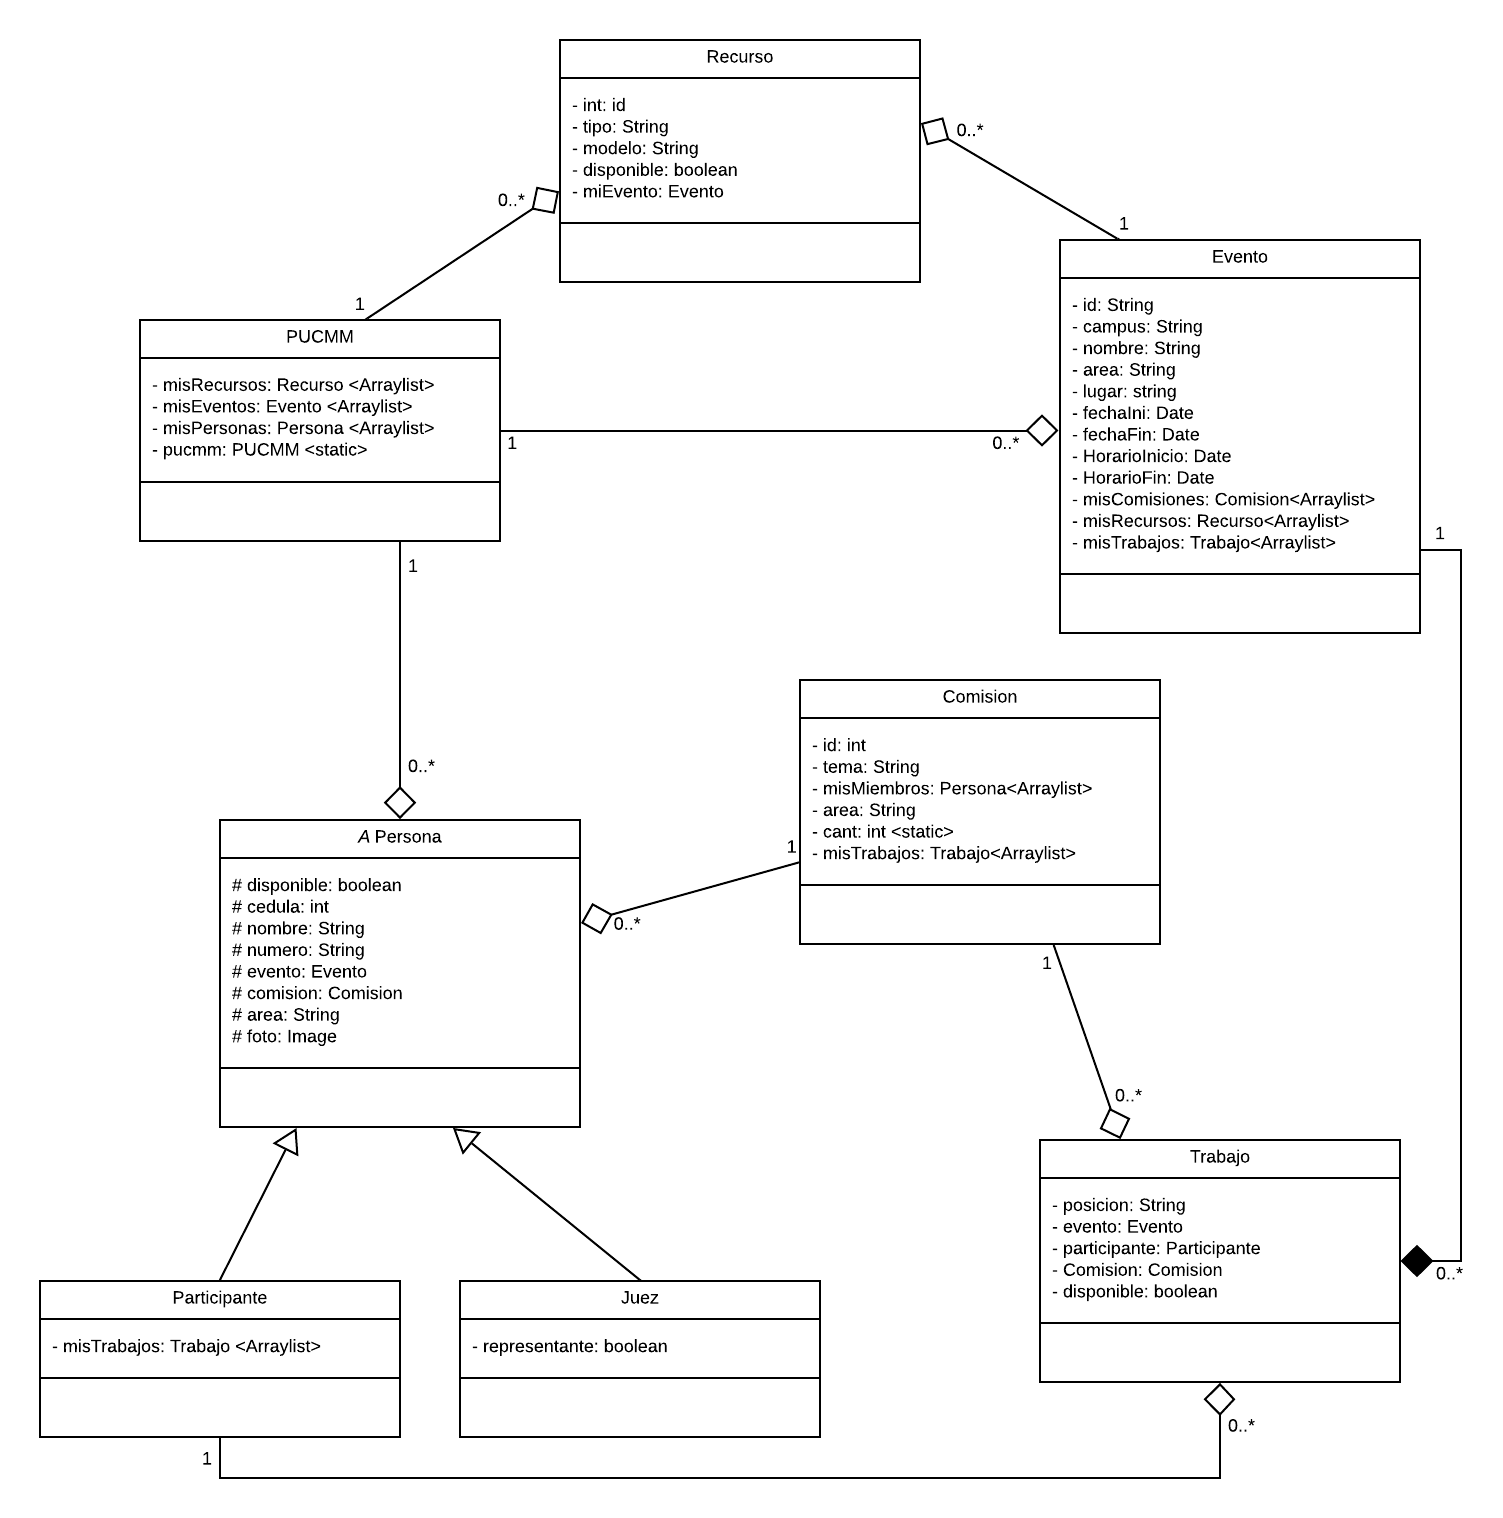 Recurso
- int: id
- tipo: String
- modelo: String
- disponible: boolean
- miEvento: Evento
0..*
1
0..*
1
Evento
- id: String
- campus: String
- nombre: String
- area: String
- lugar: string
- fechaIni: Date
- fechaFin: Date
- HorarioInicio: Date
- HorarioFin: Date
- misComisiones: Comision<Arraylist>
- misRecursos: Recurso<Arraylist>
- misTrabajos: Trabajo<Arraylist>
PUCMM
- misRecursos: Recurso <Arraylist>
- misEventos: Evento <Arraylist>
- misPersonas: Persona <Arraylist>
- pucmm: PUCMM <static>
1
0..*
1
1
0..*
Comision
- id: int
- tema: String
- misMiembros: Persona<Arraylist>
- area: String
- cant: int <static>
- misTrabajos: Trabajo<Arraylist>
A Persona
# disponible: boolean
# cedula: int
# nombre: String
# numero: String
# evento: Evento
# comision: Comision
# area: String
# foto: Image
1
0..*
1
0..*
Trabajo
- posicion: String
- evento: Evento
- participante: Participante
- Comision: Comision
- disponible: boolean
0..*
Participante
- misTrabajos: Trabajo <Arraylist>
Juez
- representante: boolean
1
0..*